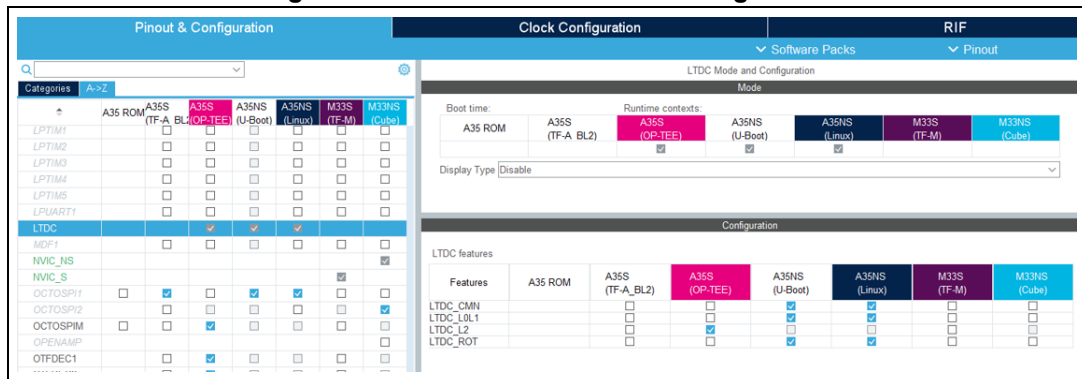 Pinout & Configuration
Clock Configuration
RIF
Software Packs
Pinout
LTDC Mode and Configuration
Categories
A->Z
Mode
A35 ROM
A35S
(TF-A BL2)
A35S
(OP-TEE)
A35NS
(U-Boot)
A35NS
(Linux)
M33S
(TF-M)
M33NS
(Cube)
LPTIM1
LPTIM2
LPTIM3
LPTIM4
LPTIM5
LPUART1
LTDC
MDF1
NVIC_NS
NVIC_S
OCTOSPI1
OCTOSPI2
OCTOSPIM
OPENAMP
OTFDEC1
Boot time:
Runtime contexts:
A35 ROM
A35S
(TF-A BL2)
A35S
(OP-TEE)
A35NS
(U-Boot)
A35NS
(Linux)
M33S
(TF-M)
M33NS
(Cube)
Display Type Disable
Configuration
LTDC features
Features
A35 ROM
A35S
(TF-A_BL2)
A35S
(OP-TEE)
A35NS
(U-Boot)
A35NS
(Linux)
M33S
(TF-M)
M33NS
(Cube)
LTDC_CMN
LTDC_L0L1
LTDC_L2
LTDC_ROT